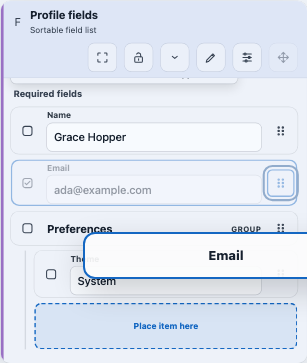 F
Profile fields
Sortable field list
Required fields
Name
Grace Hopper
Email
ada@example.com
Preferences
GROUP
Email
System
Place item here